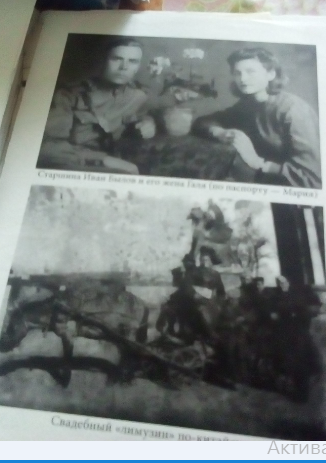 Старшина Иван Быков и его жена Галя (по паспорту — Мария)
Свадебный «лимузин»
Актива